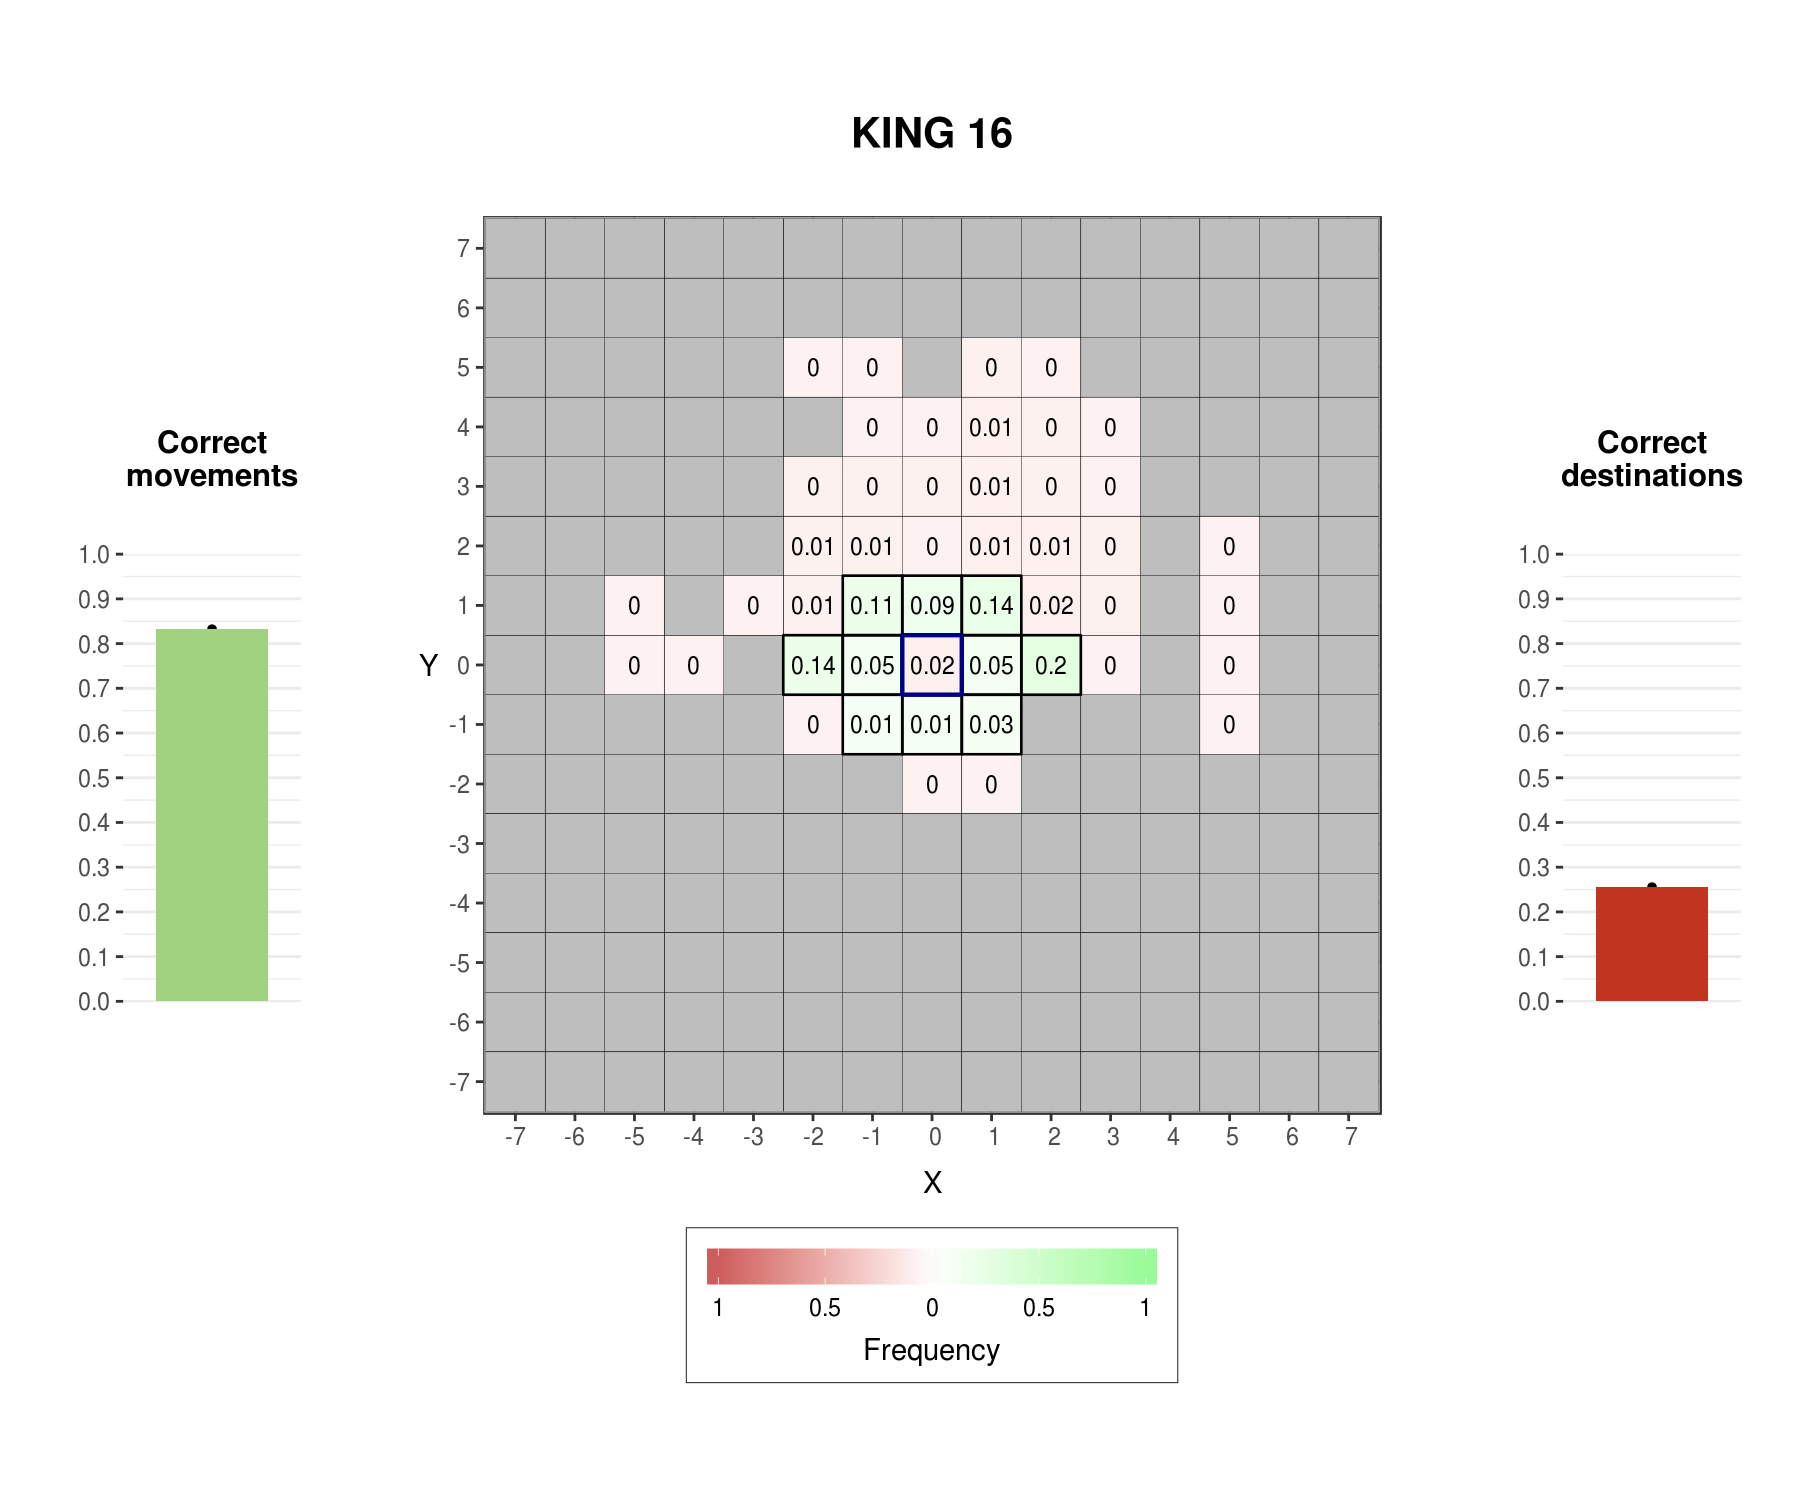 KING 16
Correct
movements
1.0
0.9
0.8
0.7
0.6
0.5
0.4
0.3
0.2
0.1
0.0
Y
7
6
5 0 0 0 0
4 0 0 0.01 0 0
3 0 0 0 0.01 0 0
2 0.01 0.01 0 0.01 0.01 0 0
1 0 0 0.01 0.11 0.09 0.14 0.02 0 0
0 0 0 0.14 0.05 0.02 0.05 0.2 0 0
-1 0 0.01 0.01 0.03 0
-2 0 0
-3
-4
-5
-6
-7
-7 -6 -5 -4 -3 -2 -1 0 1 2 3 4 5 6 7
X
1 0.5 0 0.5 1
Frequency
Correct
destinations
1.0
0.9
0.8
0.7
0.6
0.5
0.4
0.3
0.2
0.1
0.0